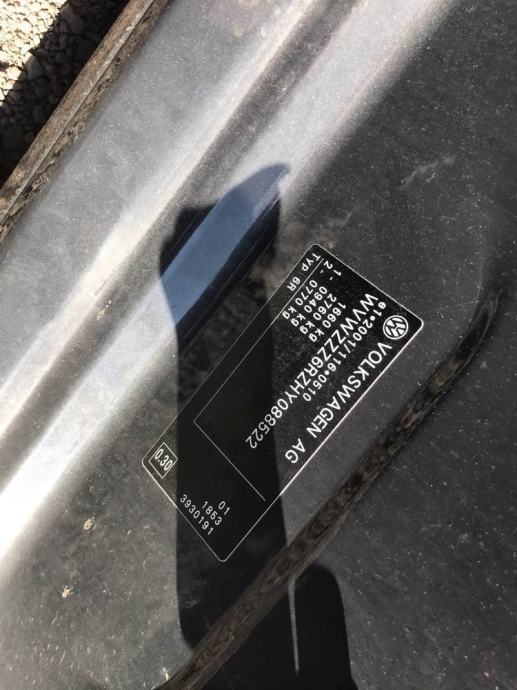 VOLKSWAGEN AG
e1*2001/116*0510
WVWZZZ6RZHY088522
1660 kg
2760 kg
1- 0940 kg
2- 0770 kg
TYP 6R
01
1853
3930191
0.30